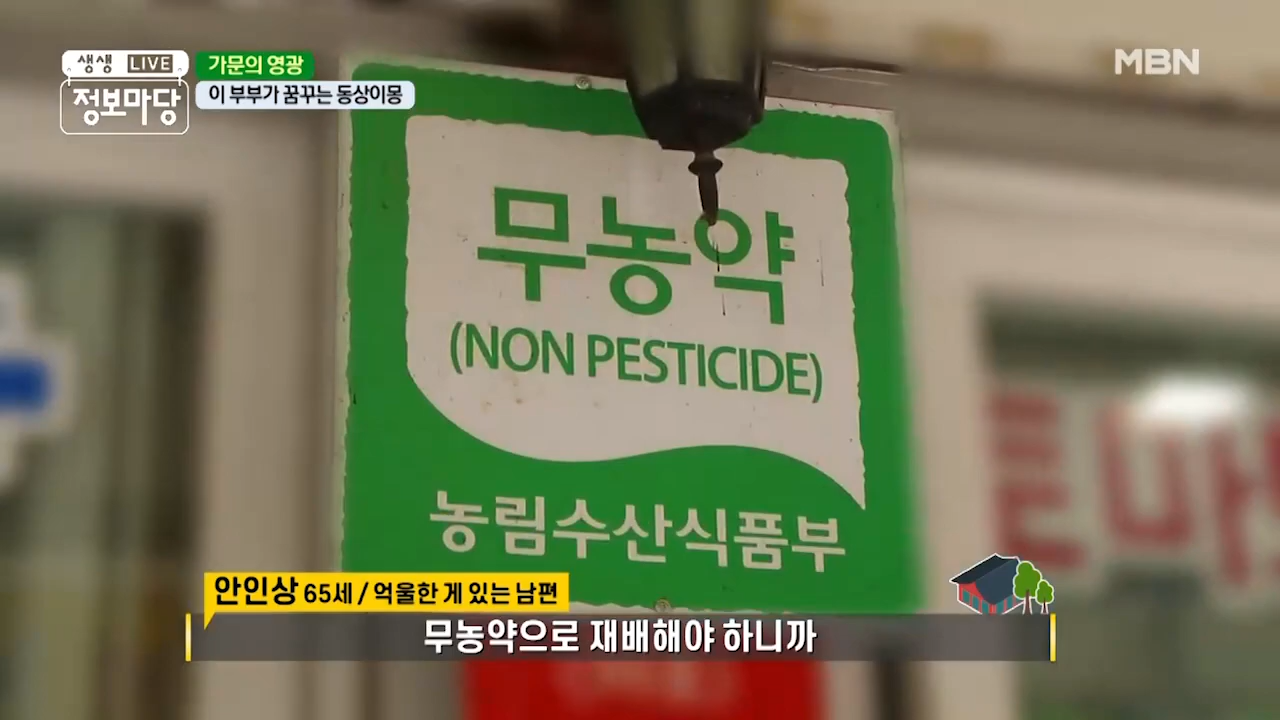 생생 LIVE
정보마당
가문의 영광
이 부부가 꿈꾸는 동상이몽
MBN
무농약
(NON PESTICIDE)
농림수산식품부
안인상 65세 / 억울한 게 있는 남편
무농약으로 재배해야 하니까